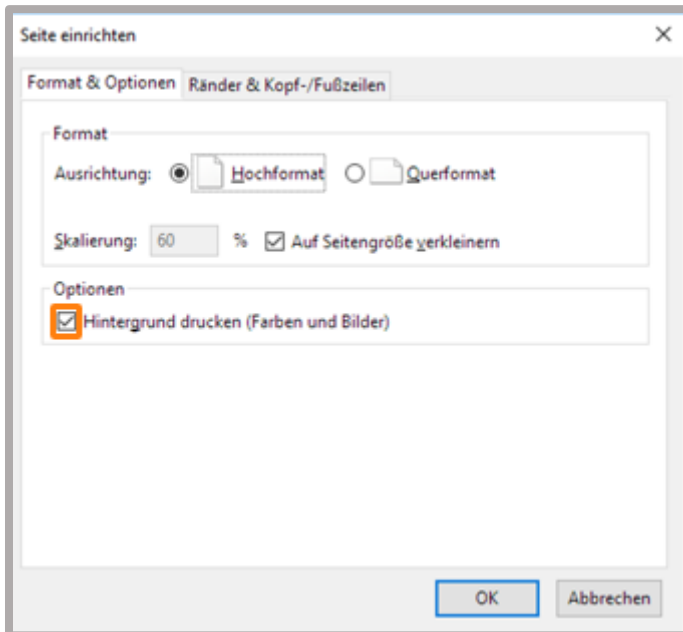 Seite einrichten
Format & Optionen Ränder & Kopf-/Fußzeilen
Format
Ausrichtung: Hochformat Querformat
Skalierung: 60 % Auf Seitengröße verkleinern
Optionen
Hintergrund drucken (Farben und Bilder)
OK Abbrechen